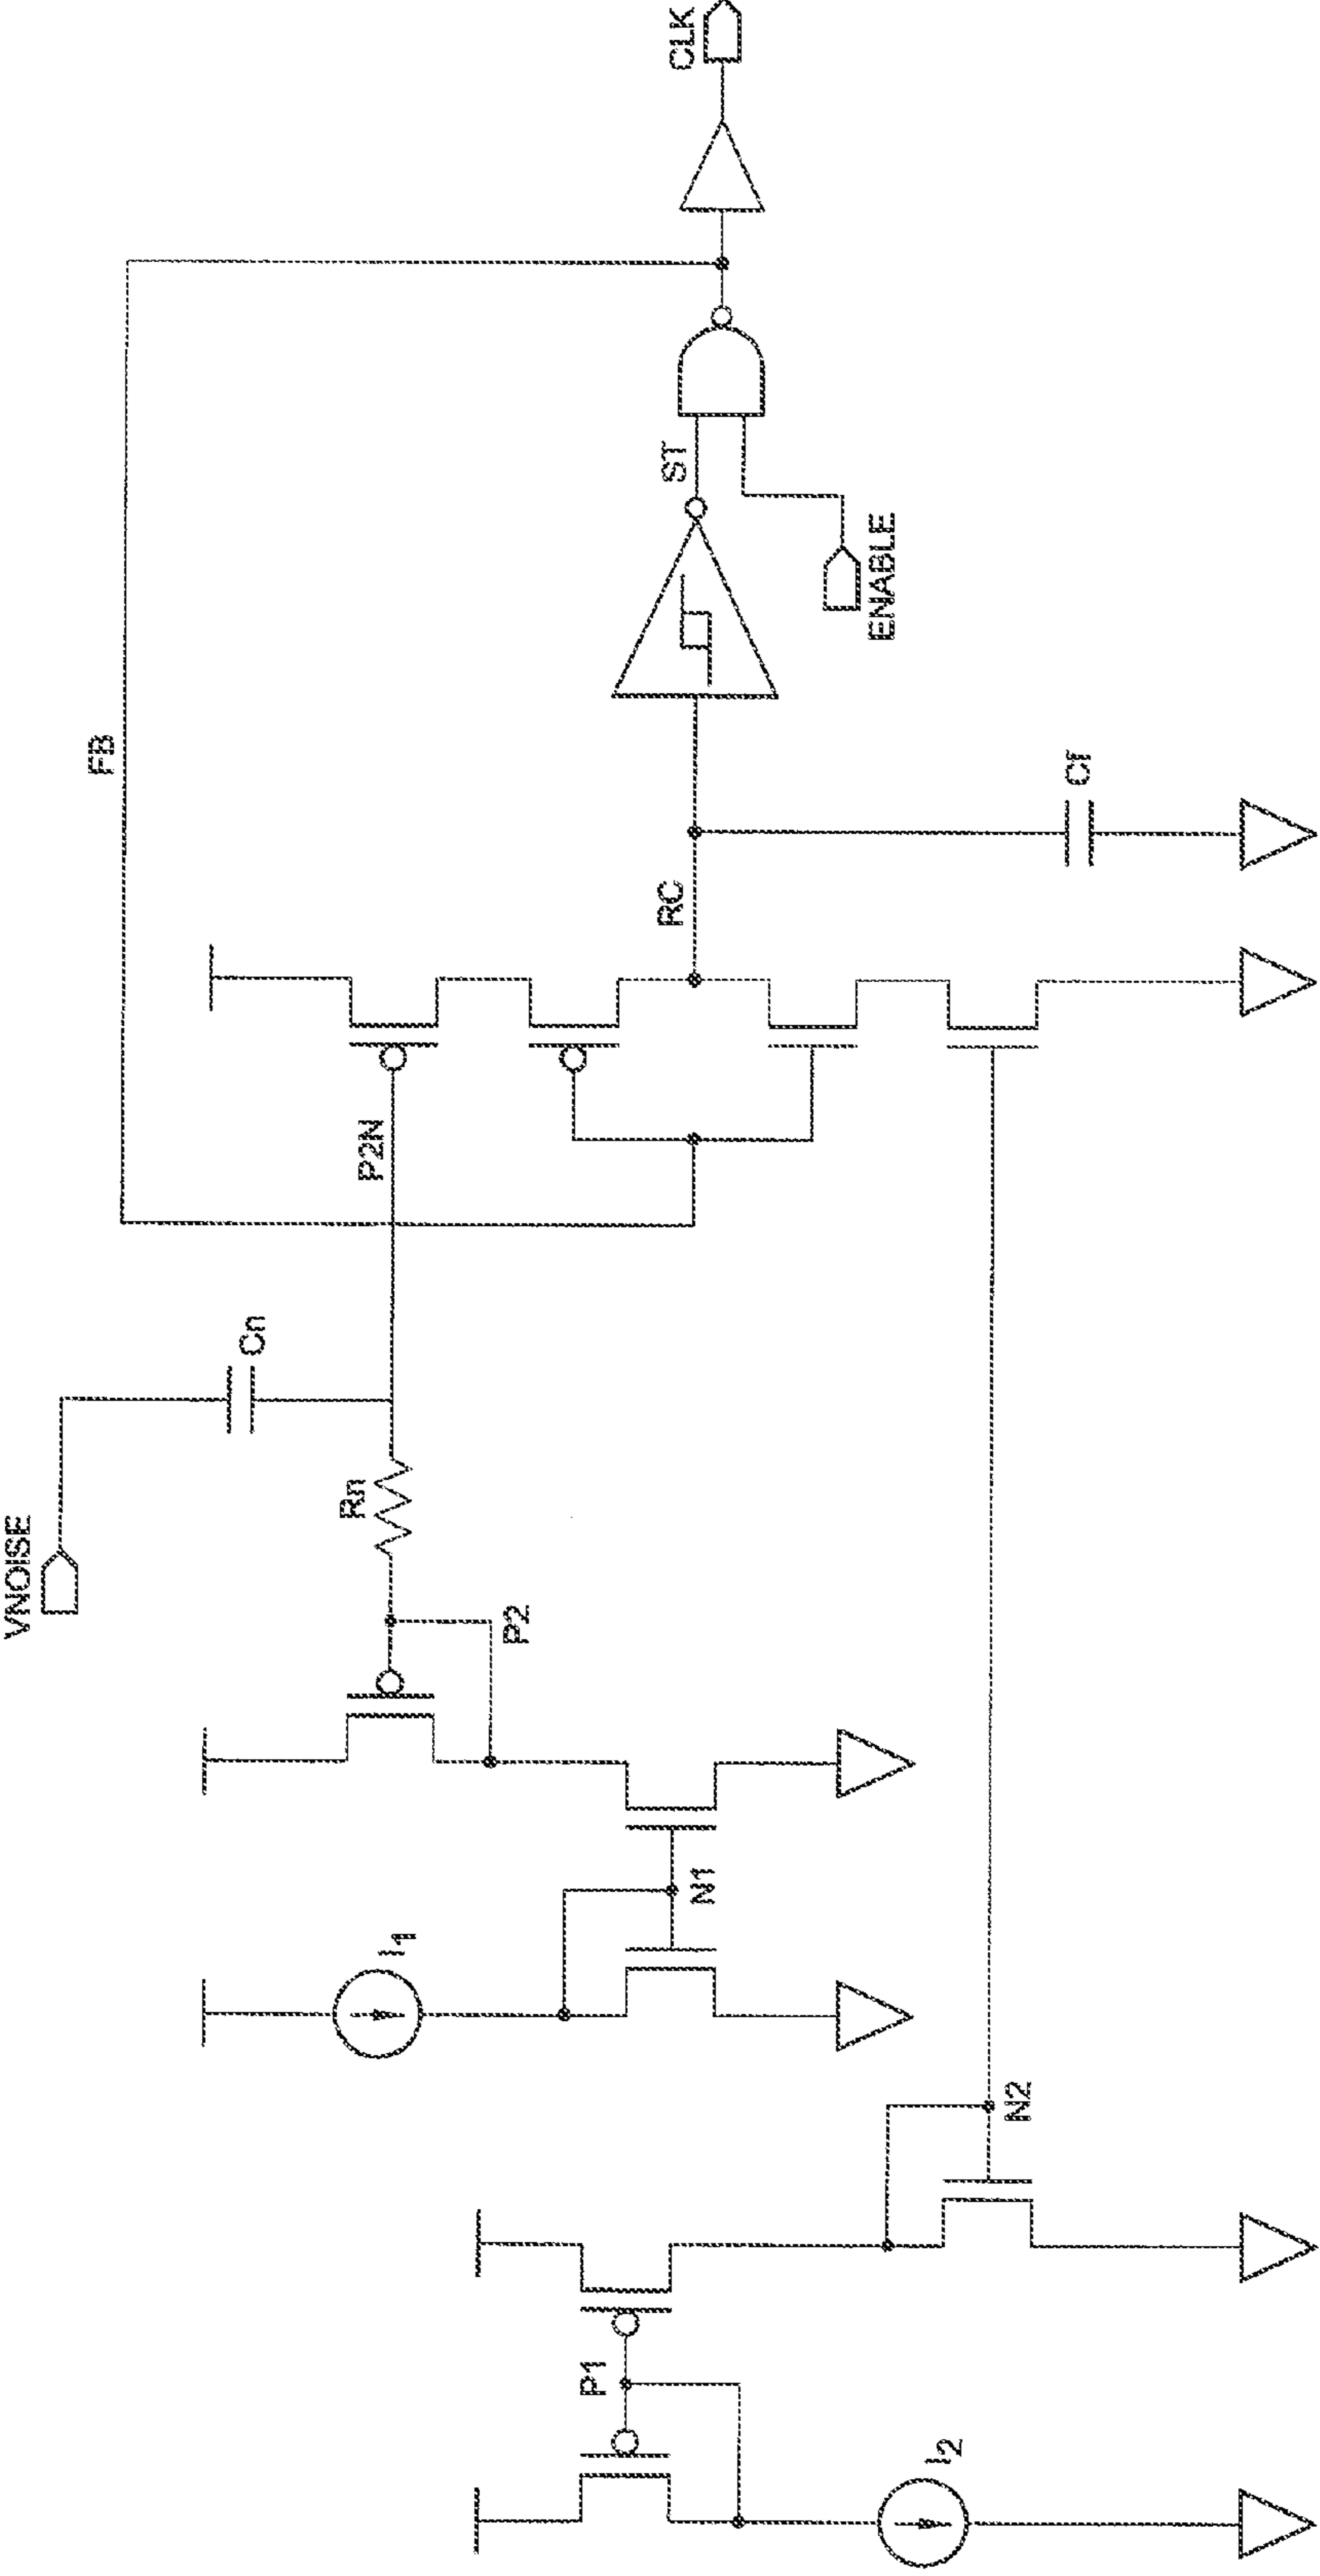 VNOISE
FB
CLK
Cn
P2N
Rn
P2
RC
ST
ENABLE
Cf
I1
N1
P1
N2
I2